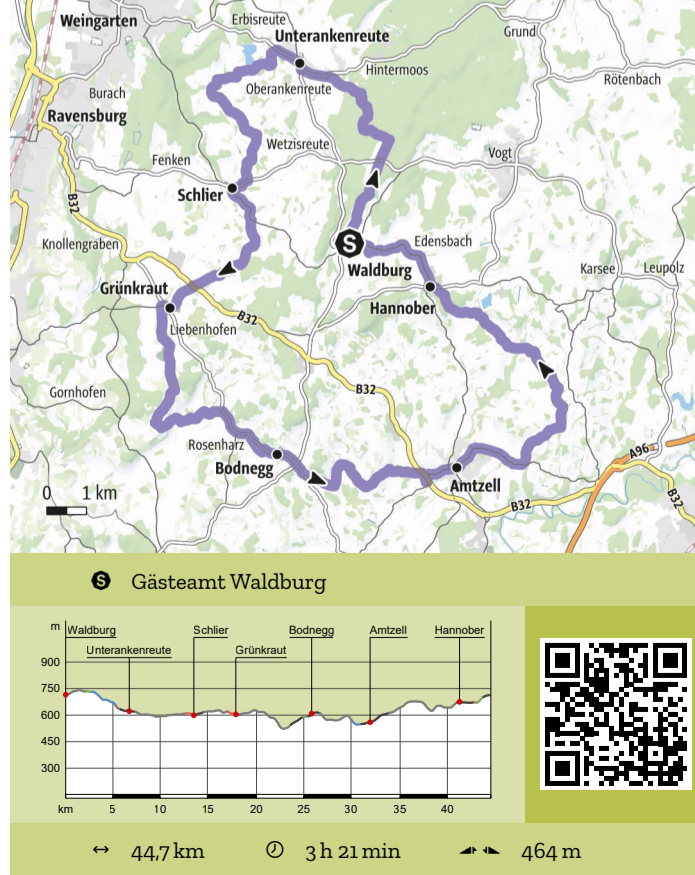 Weingarten
Erbisreute
Unterankenreute
Grund
Hintermoos
Rötenbach
Burach
Oberankenreute
Ravensburg
Wetzisreute
Fenken
Vogt
Schlier
B32
Knollengraben
S
Edensbach
Waldburg
Karsee
Leupolz
Grünkraut
Hannober
B32
Liebenhofen
B32
Gornhofen
Rosenharz
Bodnegg
A96
Amtzell
B32
B32
0 1 km
S Gästeamt Waldburg
m
Waldburg Schlier Bodnegg Amtzell Hannober
Unterankenreute Grünkraut
900
750
600
450
300
km 5 10 15 20 25 30 35 40
44,7 km 3 h 21 min 464 m